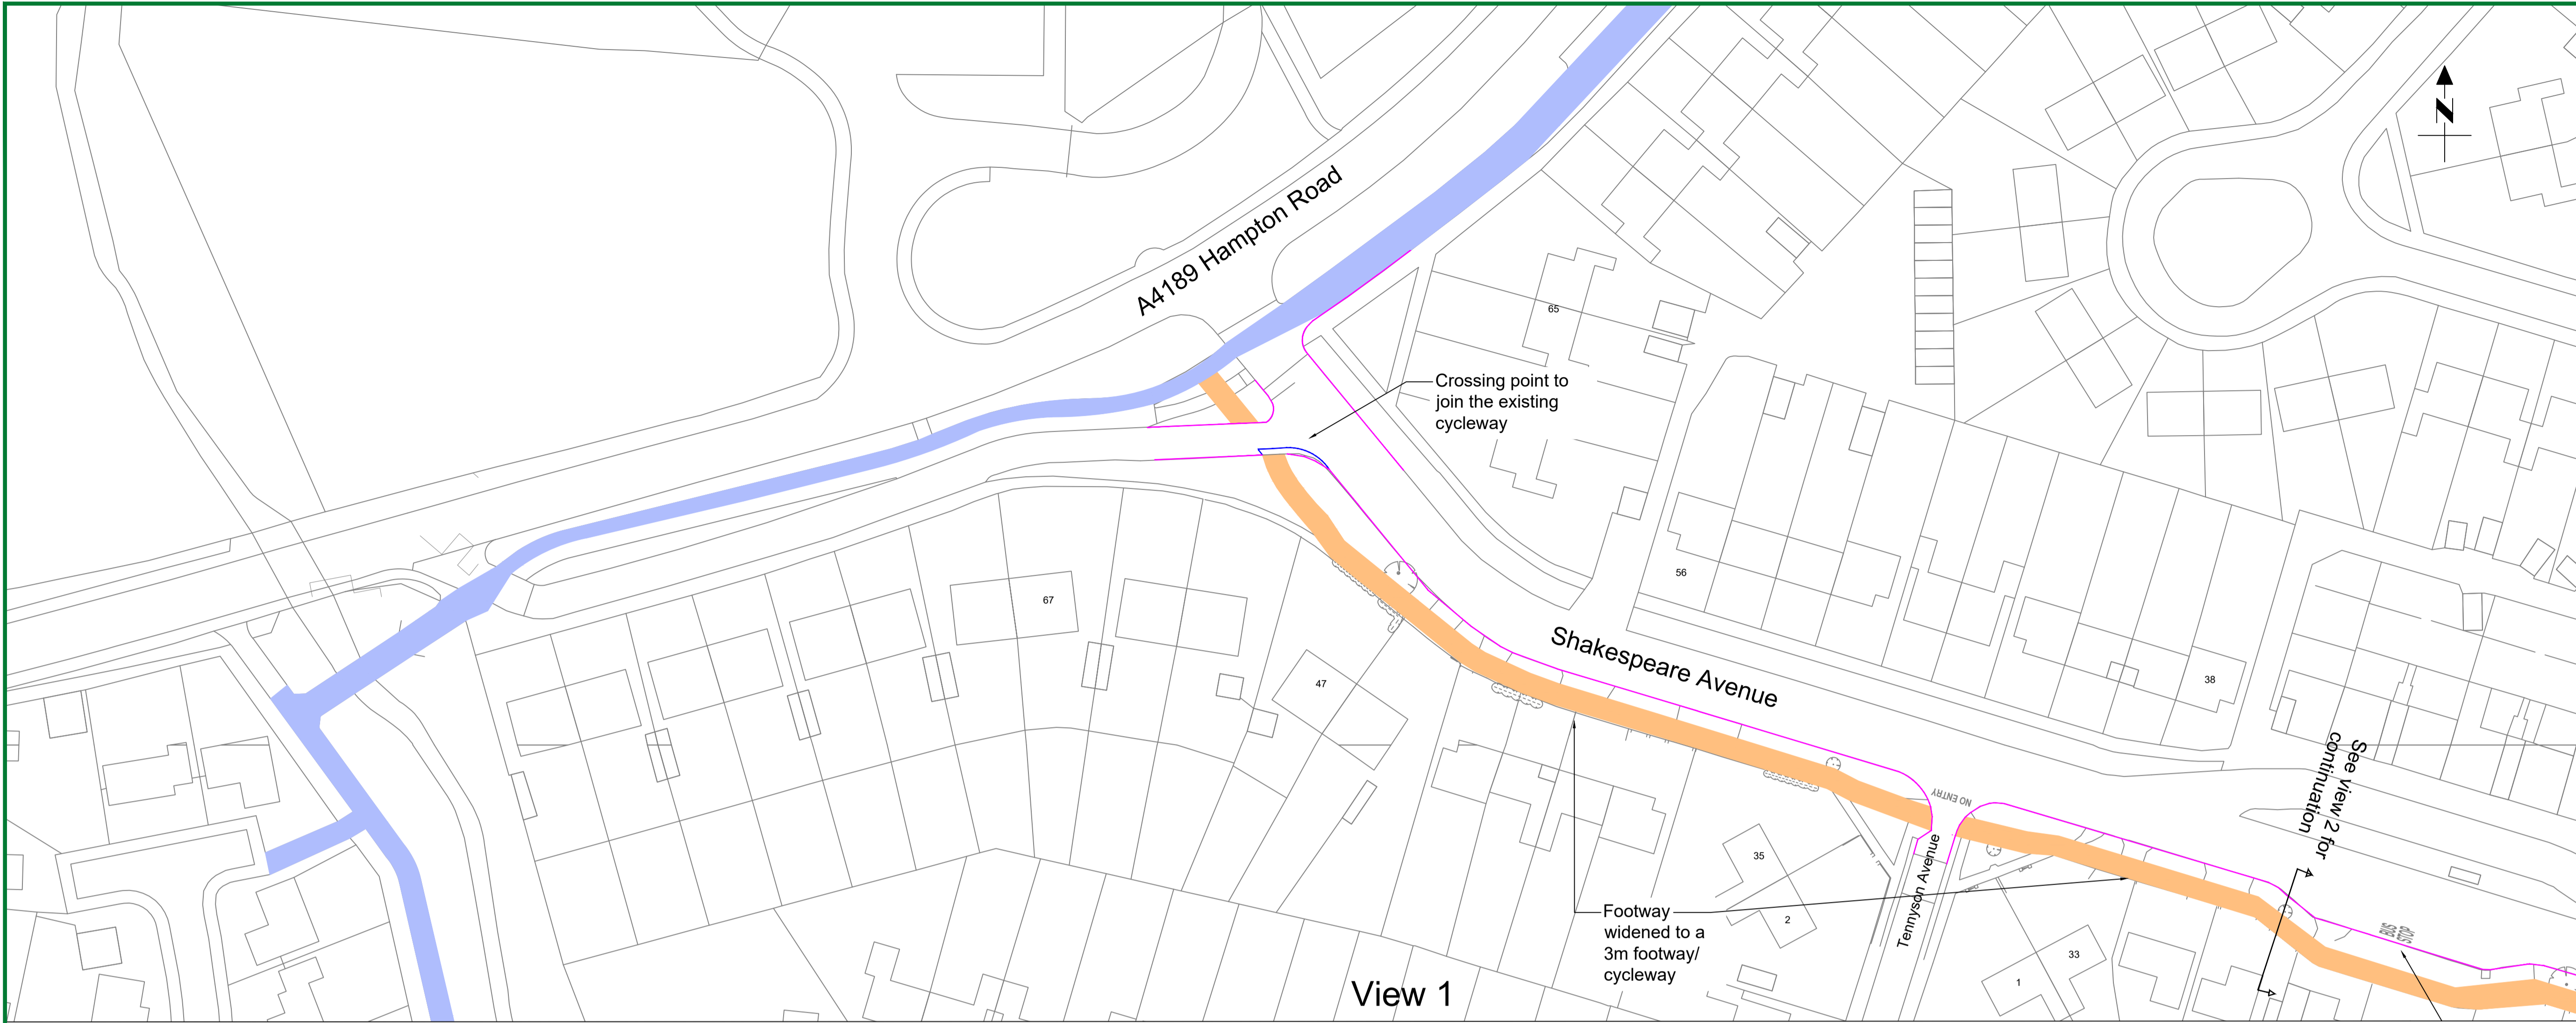 N
A4189 Hampton Road
65
Crossing point to
join the existing
cycleway
56
67
Shakespeare Avenue
47
38
See view 2 for
continuation
NO ENTRY
35
2
Tennyson Avenue
Footway
widened to a
3m footway/
cycleway
BUS
STOP
33
1
View 1